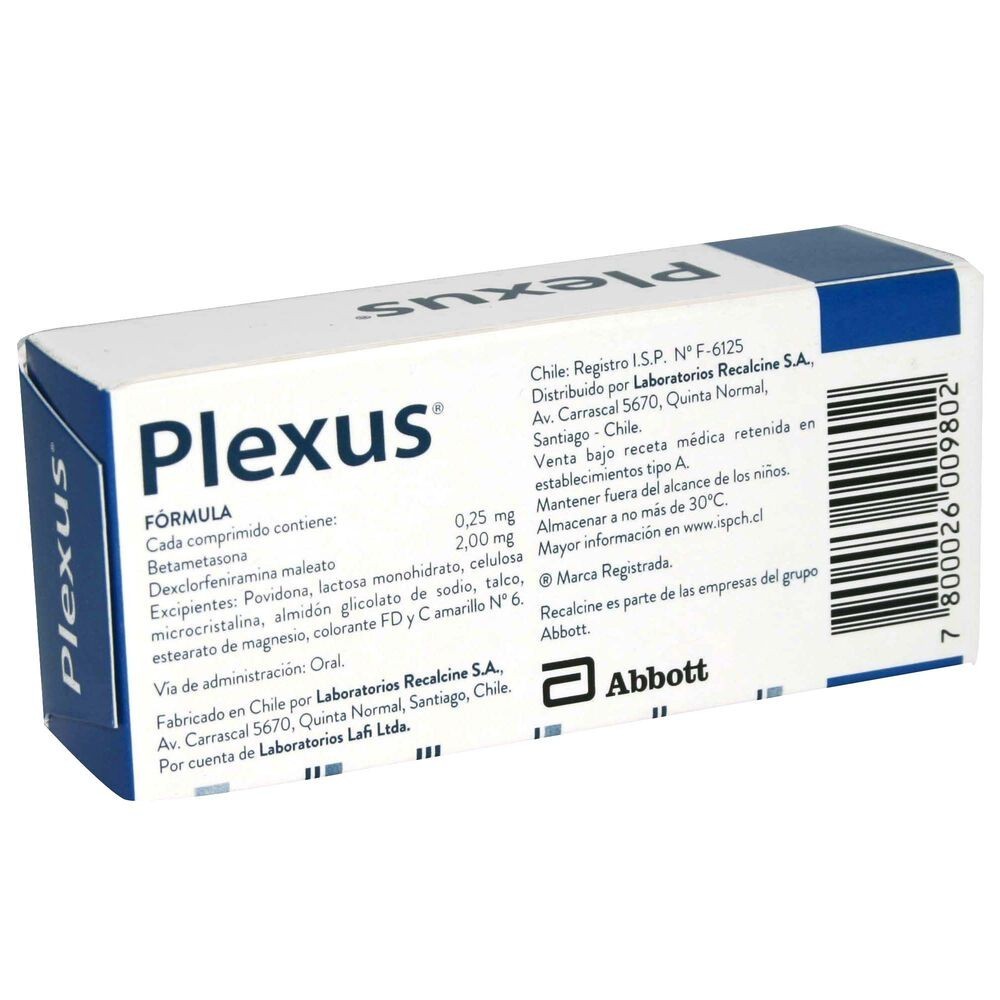 Plexus®
Plexus®
Plexus®
FÓRMULA
Cada comprimido contiene:
Betametasona 0,25 mg
Dexclorfeniramina maleato 2,00 mg
Excipientes: Povidona, lactosa monohidrato, celulosa
microcristalina, almidón glicolato de sodio, talco,
estearato de magnesio, colorante FD y C amarillo Nº 6.
Vía de administración: Oral.
Fabricado en Chile por Laboratorios Recalcine S.A.,
Av. Carrascal 5670, Quinta Normal, Santiago, Chile.
Por cuenta de Laboratorios Lafi Ltda.
Chile: Registro I.S.P. Nº F-6125
Distribuido por Laboratorios Recalcine S.A.,
Av. Carrascal 5670, Quinta Normal,
Santiago - Chile.
Venta bajo receta médica retenida en
establecimientos tipo A.
Mantener fuera del alcance de los niños.
Almacenar a no más de 30ºC.
Mayor información en www.ispch.cl
® Marca Registrada.
Recalcine es parte de las empresas del grupo
Abbott.
Abbott
7 800026 009802